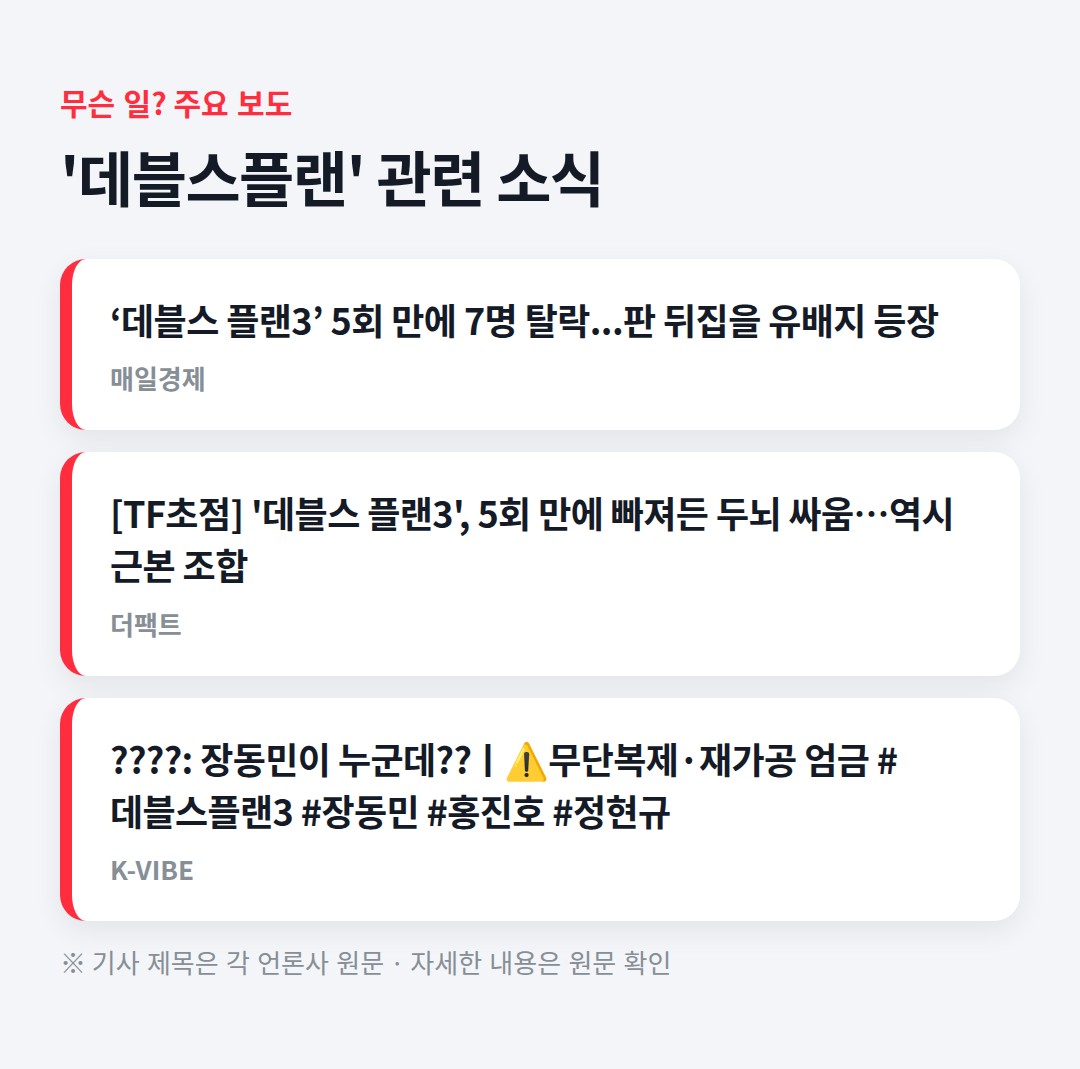 무슨 일? 주요 보도
'데블스플랜' 관련 소식
‘데블스 플랜3’ 5회 만에 7명 탈락...판 뒤집을 유배지 등장
매일경제
[TF초점] '데블스 플랜3', 5회 만에 빠져든 두뇌 싸움…역시
근본 조합
더팩트
????: 장동민이 누군데??ㅣ⚠️무단복제·재가공 엄금 #
데블스플랜3 #장동민 #홍진호 #정현규
K-VIBE
※ 기사 제목은 각 언론사 원문 · 자세한 내용은 원문 확인